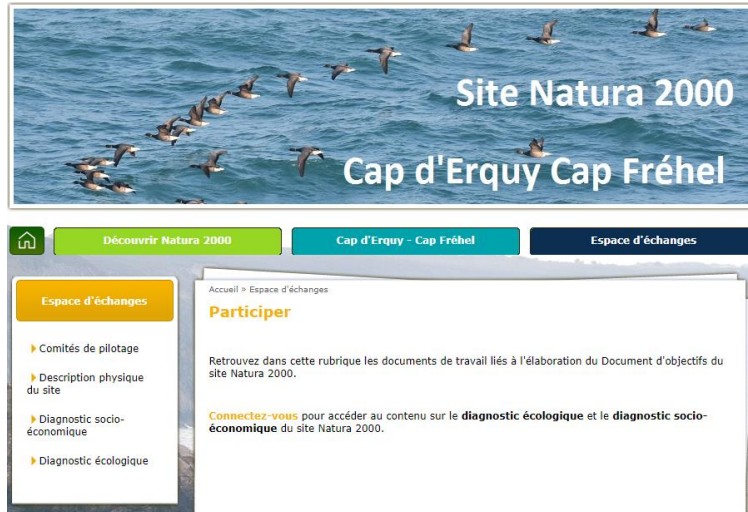 Site Natura 2000
Cap d'Erquy Cap Fréhel
Découvrir Natura 2000
Cap d'Erquy - Cap Fréhel
Espace d'échanges
Espace d'échanges
Comités de pilotage
Description physique
du site
Diagnostic socio-
économique
Diagnostic écologique
Accueil » Espace d'échanges
Participer
Retrouvez dans cette rubrique les documents de travail liés à l'élaboration du Document d'objectifs du
site Natura 2000.
Connectez-vous pour accéder au contenu sur le diagnostic écologique et le diagnostic socio-
économique du site Natura 2000.